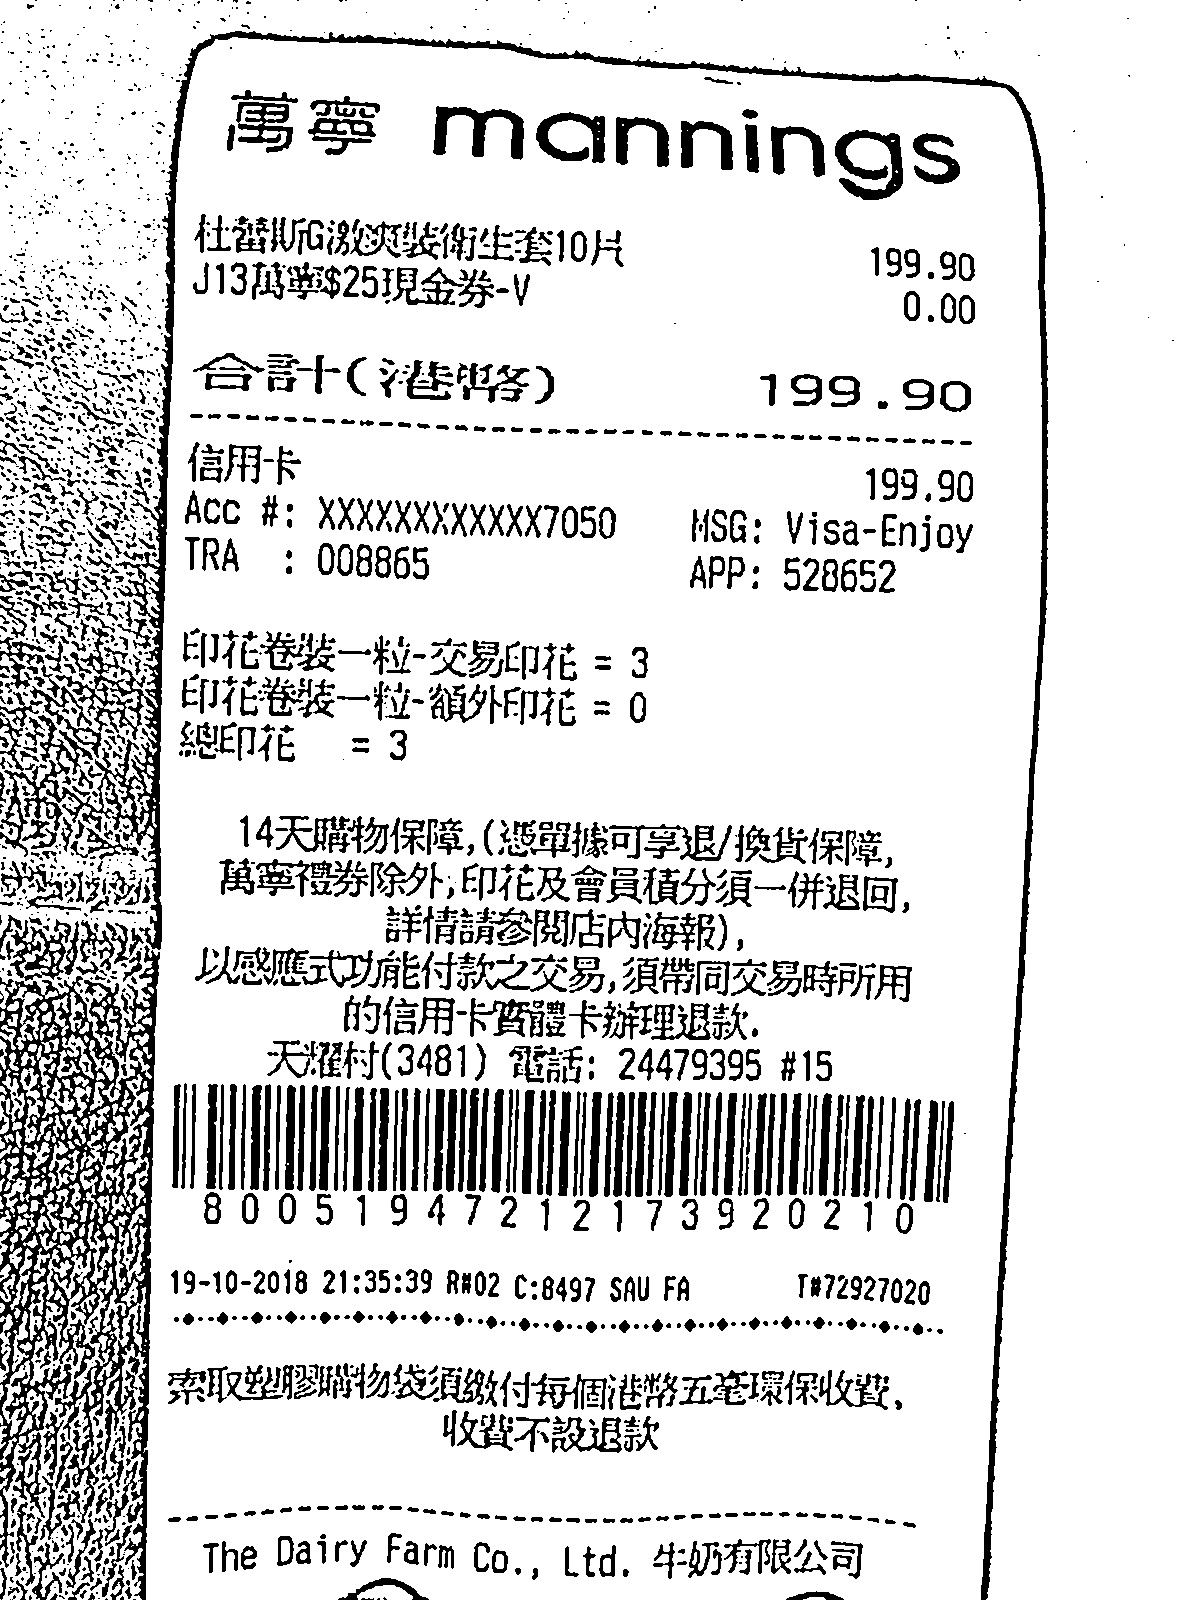 萬寧 mannings
杜蕾斯G激爽裝衛生套10片 199.90
J13萬寧$25現金券-V 0.00
合計(港幣) 199.90
信用卡 199.90
Acc #: XXXXXXXXXXXX7050 MSG: Visa-Enjoy
TRA : 008865 APP: 528652
印花卷裝一粒-交易印花 = 3
印花卷裝一粒-額外印花 = 0
總印花 = 3
14天購物保障,(憑單據可享退/換貨保障,
萬寧禮券除外,印花及會員積分須一併退回,
詳情請參閱店內海報),
以感應式功能付款之交易,須帶同交易時所用
的信用卡實體卡辦理退款.
天耀村(3481) 電話: 24479395 #15
80051947212173920210
19-10-2018 21:35:39 R#02 C:8497 SAU FA T#72927020
索取塑膠購物袋須繳付每個港幣五毫環保收費,
收費不設退款
The Dairy Farm Co., Ltd. 牛奶有限公司